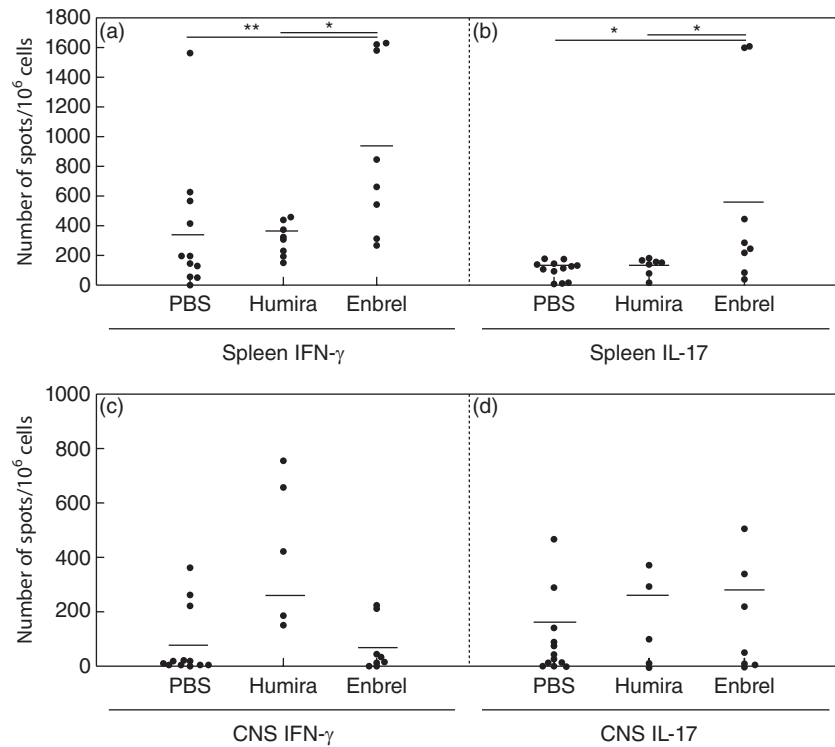 (a)
(b)
**
*
*
*
Number of spots/10⁶ cells
1800
1600
1400
1200
1000
800
600
400
200
0
PBS Humira Enbrel
PBS Humira Enbrel
Spleen IFN-γ
Spleen IL-17
(c)
(d)
Number of spots/10⁶ cells
1000
800
600
400
200
0
PBS Humira Enbrel
PBS Humira Enbrel
CNS IFN-γ
CNS IL-17